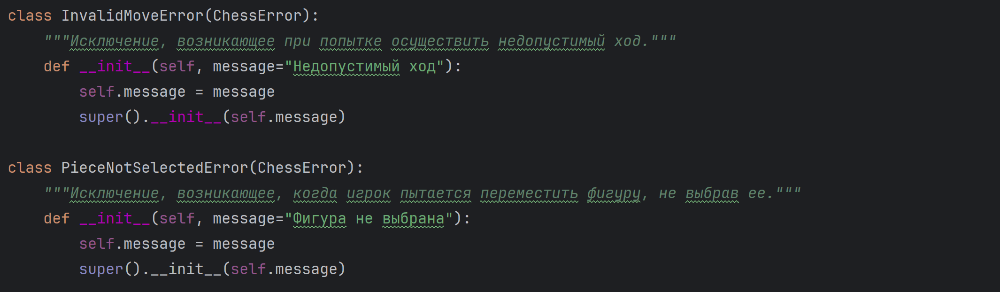 class InvalidMoveError(ChessError):
    """Исключение, возникающее при попытке осуществить недопустимый ход."""
    def __init__(self, message="Недопустимый ход"):
        self.message = message
        super().__init__(self.message)

class PieceNotSelectedError(ChessError):
    """Исключение, возникающее, когда игрок пытается переместить фигуру, не выбрав ее."""
    def __init__(self, message="Фигура не выбрана"):
        self.message = message
        super().__init__(self.message)